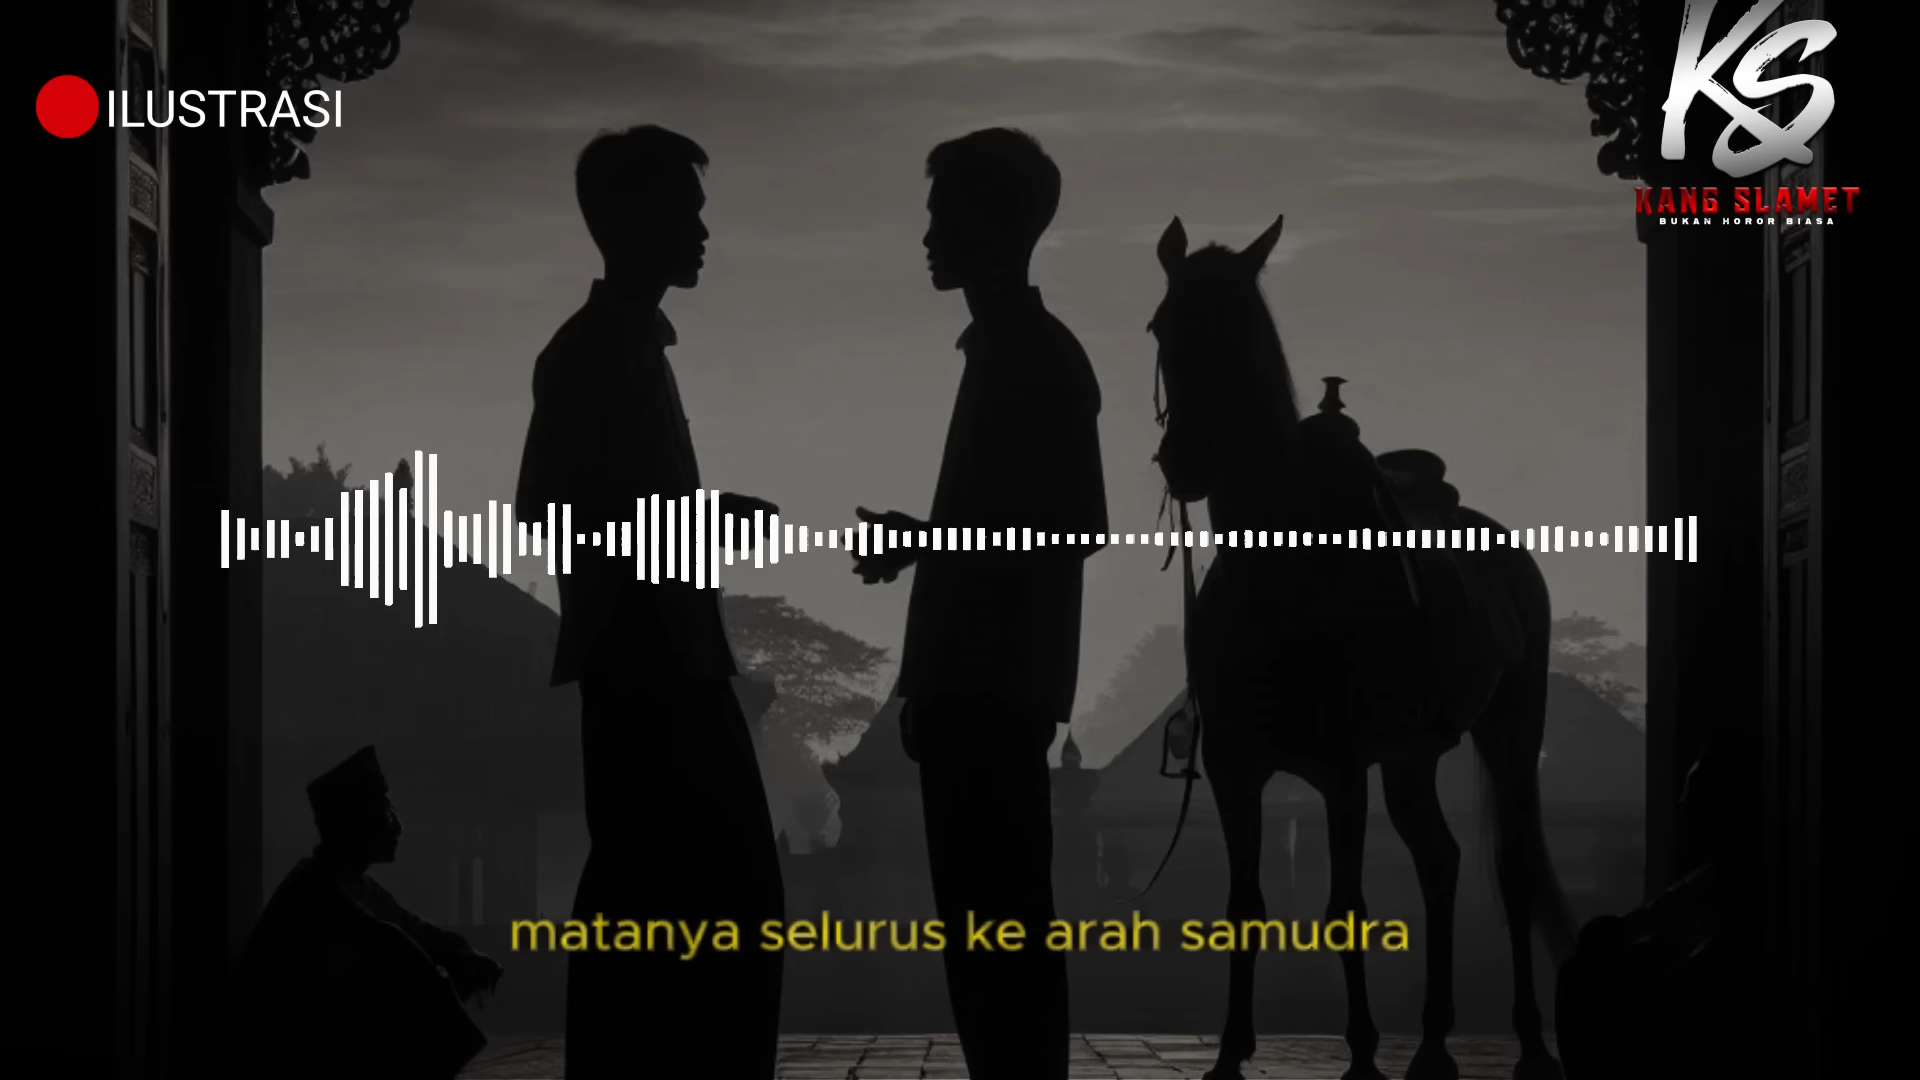 ILUSTRASI
KS
KANG SLAMET
BUKAN HOROR BIASA
matanya selurus ke arah samudra